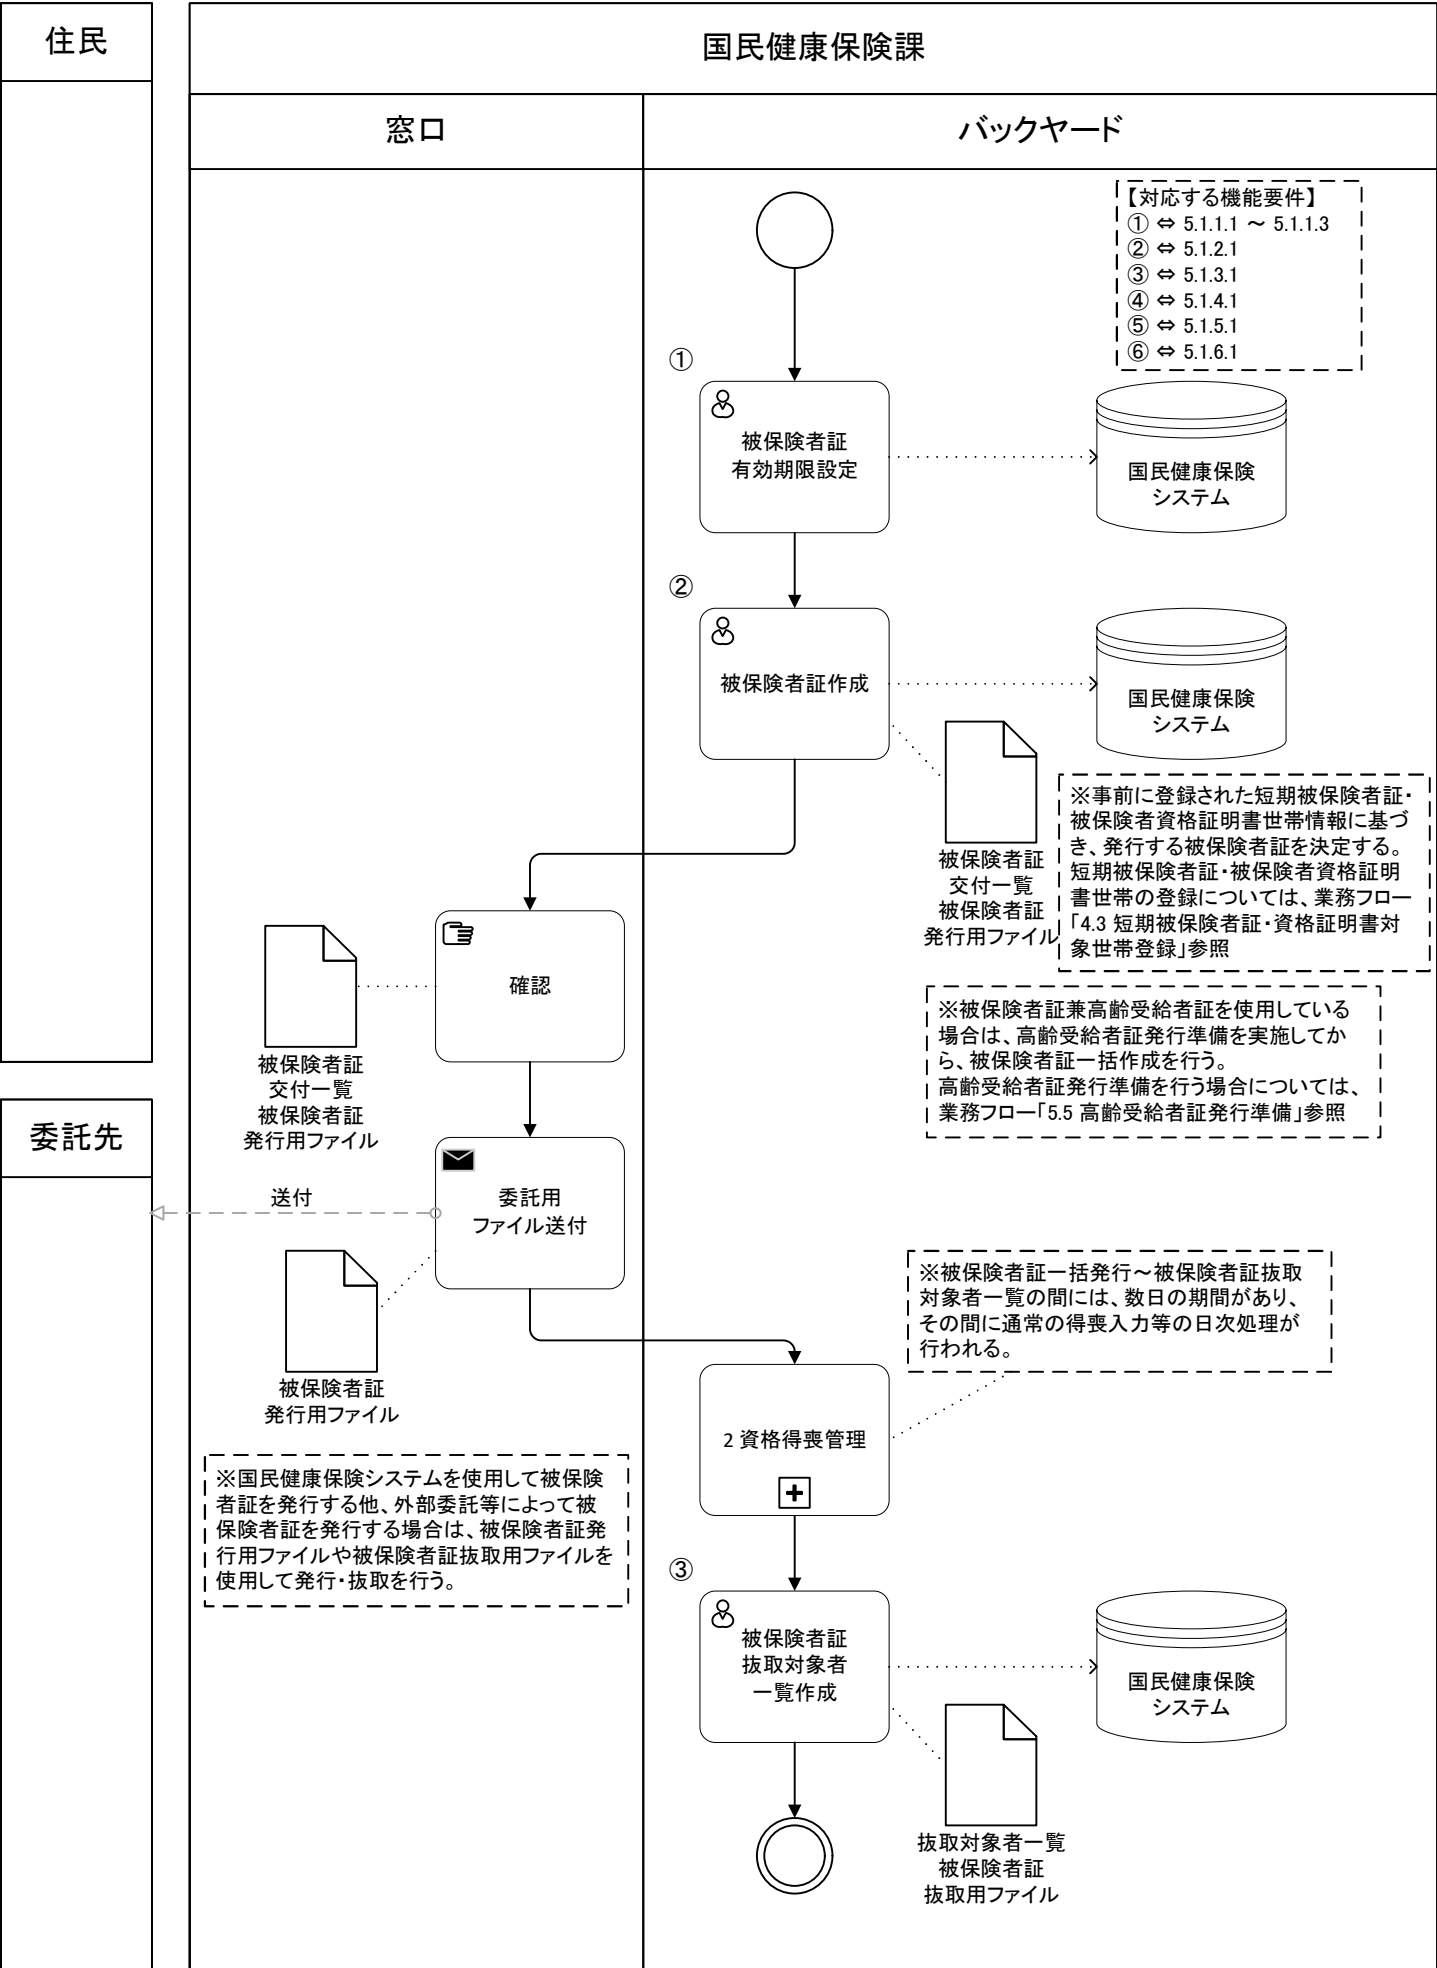 住民
国民健康保険課
窓口
バックヤード
【対応する機能要件】
① ⇔ 5.1.1.1 ～ 5.1.1.3
② ⇔ 5.1.2.1
③ ⇔ 5.1.3.1
④ ⇔ 5.1.4.1
⑤ ⇔ 5.1.5.1
⑥ ⇔ 5.1.6.1
①
被保険者証
有効期限設定
国民健康保険
システム
②
被保険者証作成
国民健康保険
システム
被保険者証
交付一覧
被保険者証
発行用ファイル
※事前に登録された短期被保険者証・
被保険者資格証明書世帯情報に基づ
き、発行する被保険者証を決定する。
短期被保険者証・被保険者資格証明
書世帯の登録については、業務フロー
「4.3 短期被保険者証・資格証明書対
象世帯登録」参照
確認
被保険者証
交付一覧
被保険者証
発行用ファイル
※被保険者証兼高齢受給者証を使用している
場合は、高齢受給者証発行準備を実施してか
ら、被保険者証一括作成を行う。
高齢受給者証発行準備を行う場合については、
業務フロー「5.5 高齢受給者証発行準備」参照
委託先
送付
委託用
ファイル送付
被保険者証
発行用ファイル
※被保険者証一括発行～被保険者証抜取
対象者一覧の間には、数日の期間があり、
その間に通常の得喪入力等の日次処理が
行われる。
2 資格得喪管理
※国民健康保険システムを使用して被保険
者証を発行する他、外部委託等によって被
保険者証を発行する場合は、被保険者証発
行用ファイルや被保険者証抜取用ファイルを
使用して発行・抜取を行う。
③
被保険者証
抜取対象者
一覧作成
国民健康保険
システム
抜取対象者一覧
被保険者証
抜取用ファイル